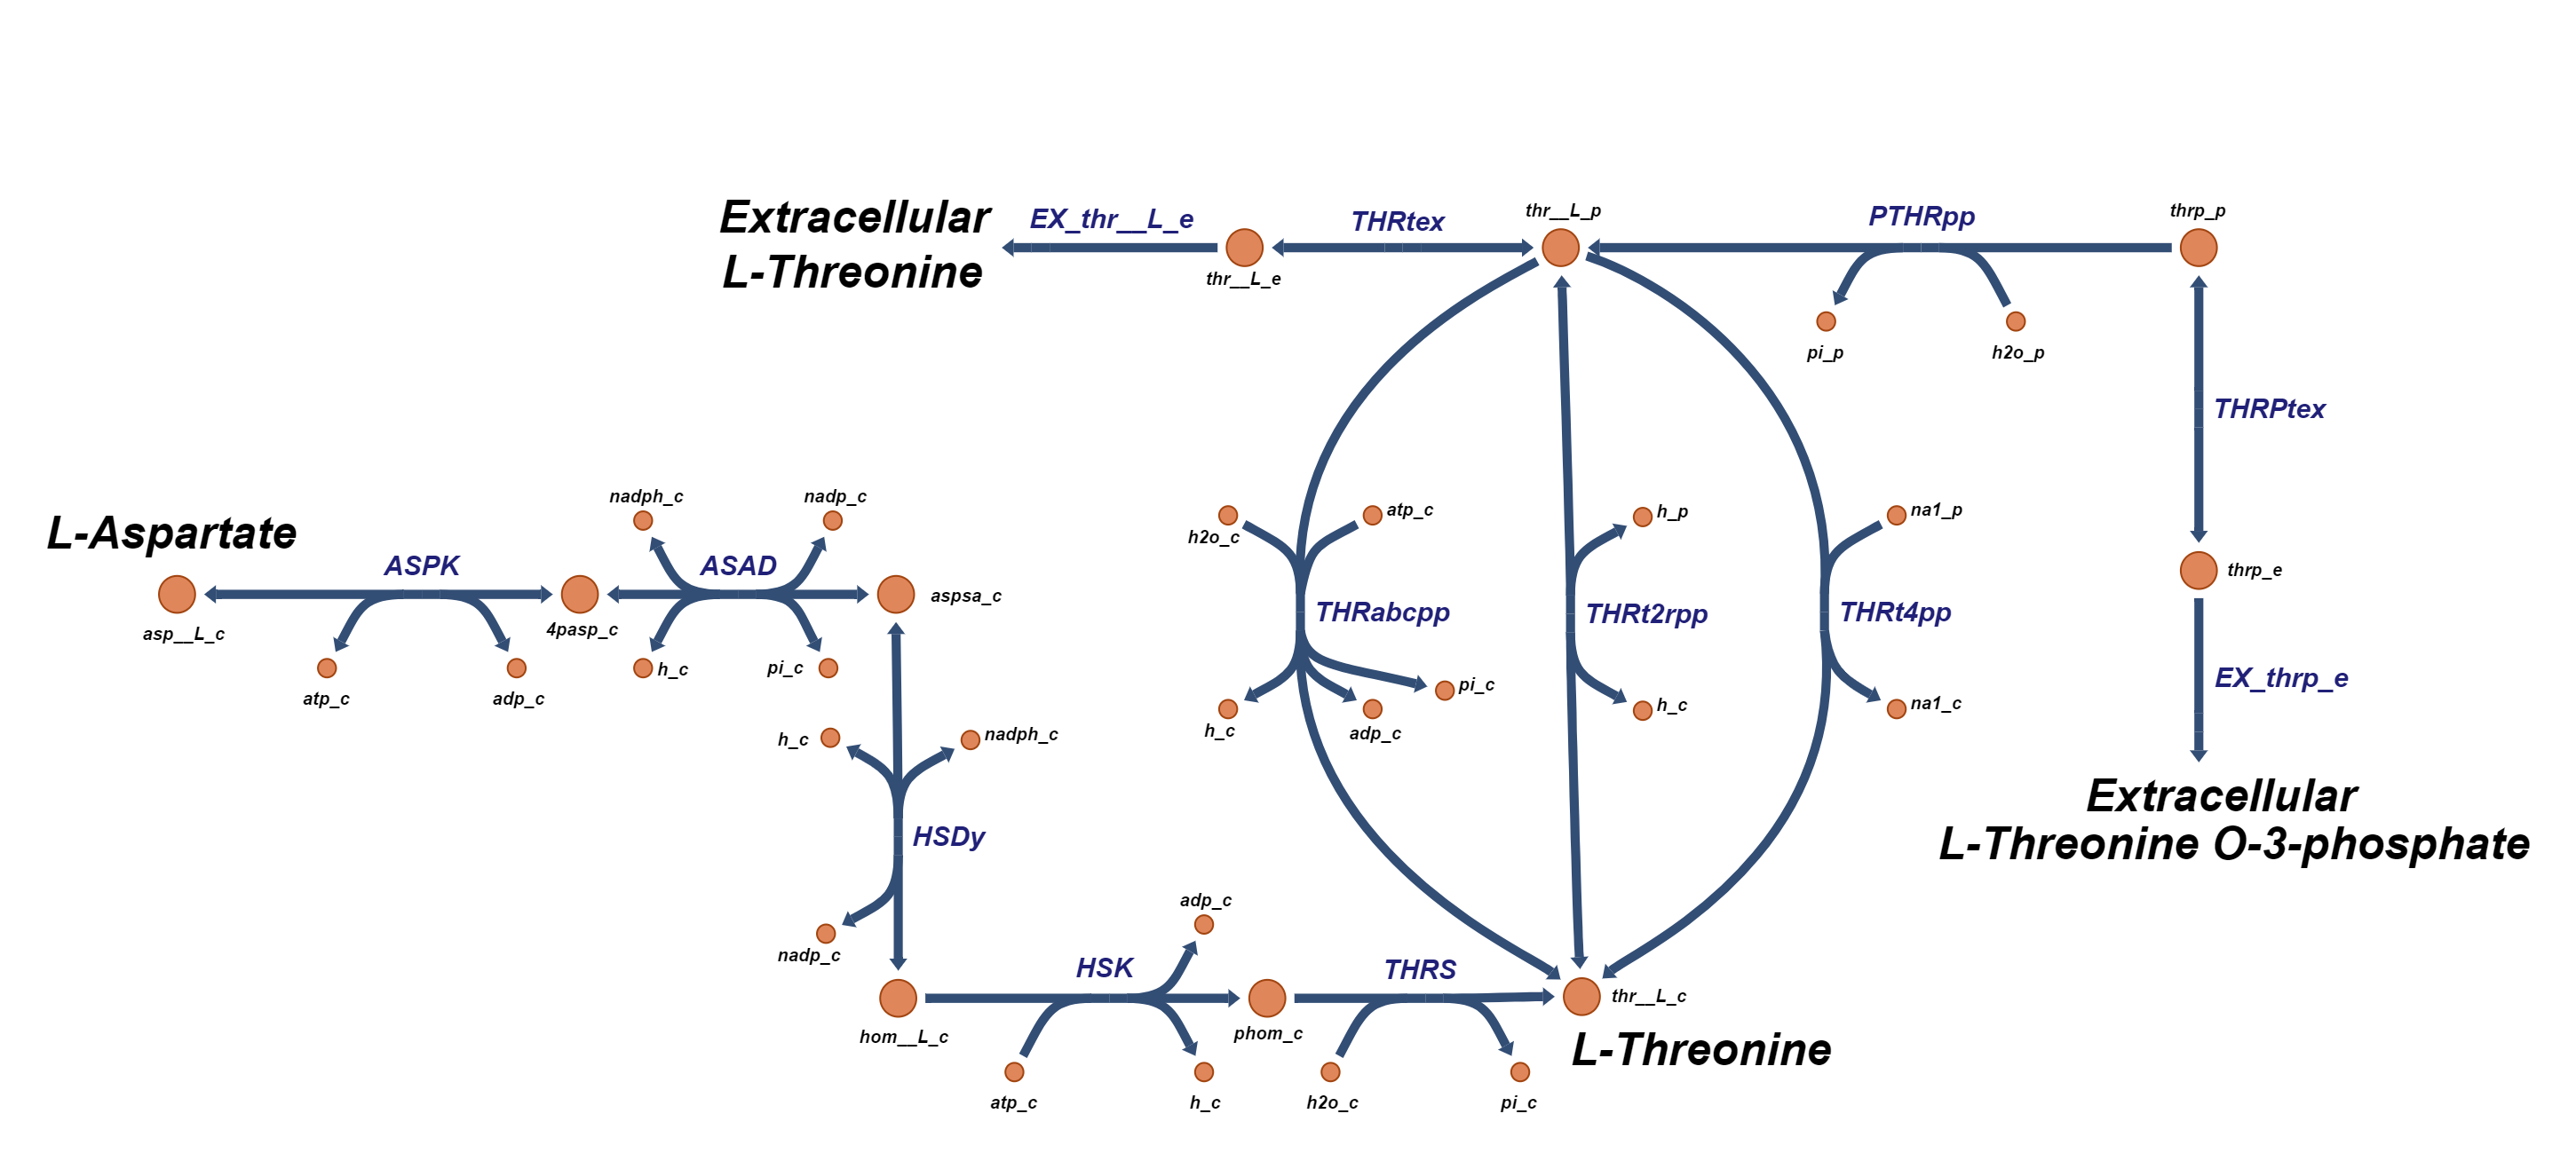 Extracellular
L-Threonine
EX_thr__L_e
thr__L_e
THRtex
thr__L_p
PTHRpp
thrp_p
pi_p
h2o_p
THRPtex
thrp_e
EX_thrp_e
Extracellular
L-Threonine O-3-phosphate
L-Aspartate
asp__L_c
ASPK
atp_c
adp_c
4pasp_c
nadph_c
nadp_c
ASAD
h_c
pi_c
aspsa_c
h_c
nadph_c
HSDy
nadp_c
hom__L_c
HSK
adp_c
atp_c
h_c
phom_c
THRS
h2o_c
pi_c
thr__L_c
L-Threonine
h2o_c
atp_c
THRabcpp
h_c
adp_c
pi_c
h_p
THRt2rpp
h_c
na1_p
THRt4pp
na1_c